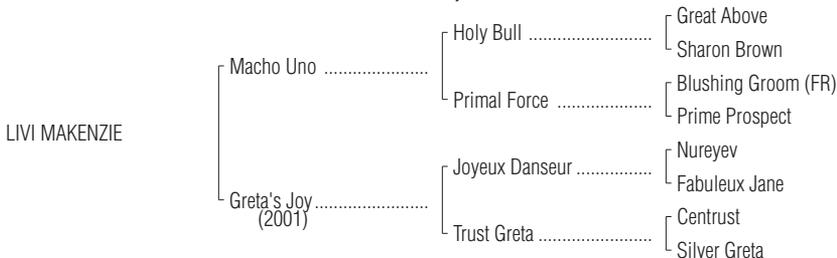 Holy Bull ..........................
Great Above
Sharon Brown
Macho Uno ......................
Primal Force ....................
Blushing Groom (FR)
Prime Prospect
LIVI MAKENZIE
Joyeux Danseur ................
Nureyev
Fabuleux Jane
Greta's Joy ........................
(2001)
Trust Greta ........................
Centrust
Silver Greta